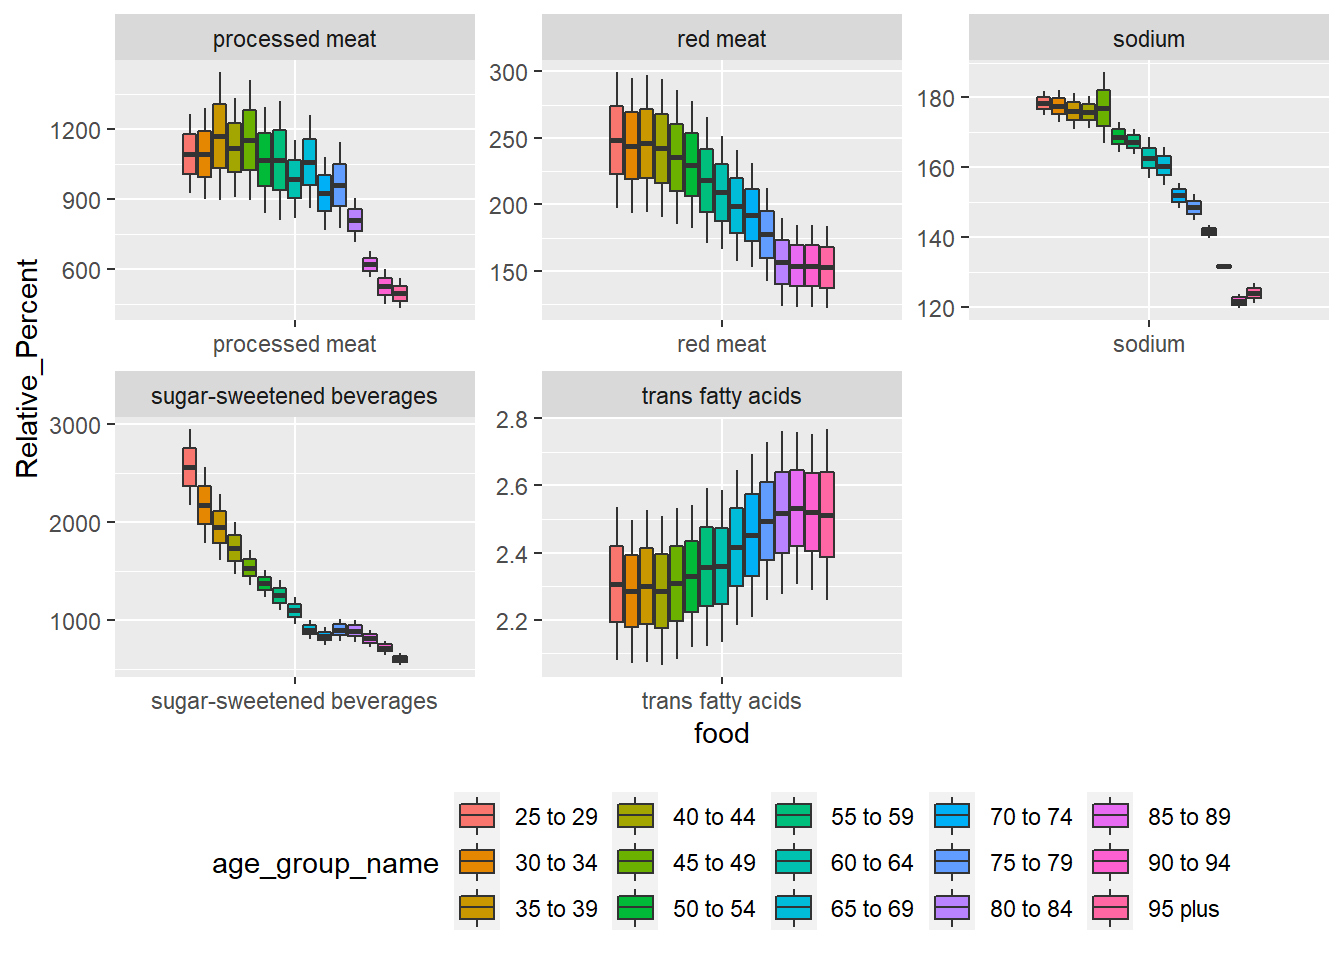 processed meat
red meat
sodium
1200
900
600
300
250
200
150
180
160
140
120
processed meat
red meat
sodium
Relative_Percent
sugar-sweetened beverages
trans fatty acids
3000
2000
1000
2.8
2.6
2.4
2.2
sugar-sweetened beverages
trans fatty acids
food
age_group_name
25 to 29
40 to 44
55 to 59
70 to 74
85 to 89
30 to 34
45 to 49
60 to 64
75 to 79
90 to 94
35 to 39
50 to 54
65 to 69
80 to 84
95 plus